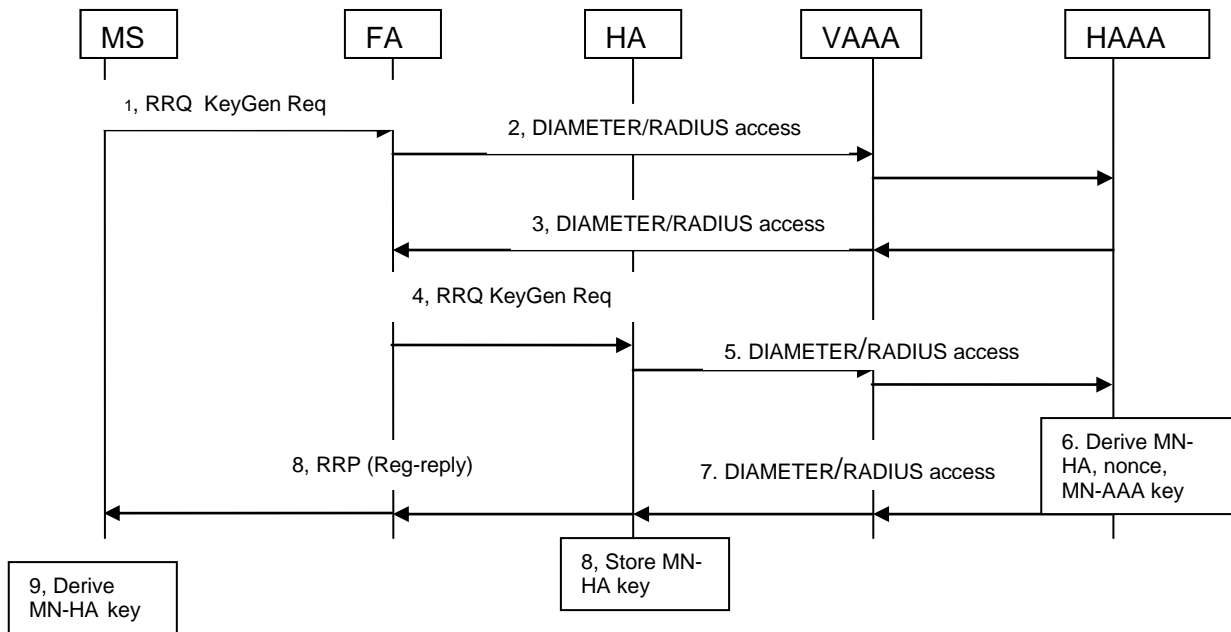 MS FA HA VAAA HAAA
1, RRQ KeyGen Req
2, DIAMETER/RADIUS access
3, DIAMETER/RADIUS access
4, RRQ KeyGen Req
5. DIAMETER/RADIUS access
6. Derive MN-
HA, nonce,
MN-AAA key
8, RRP (Reg-reply)
7. DIAMETER/RADIUS access
8, Store MN-
HA key
9, Derive
MN-HA key